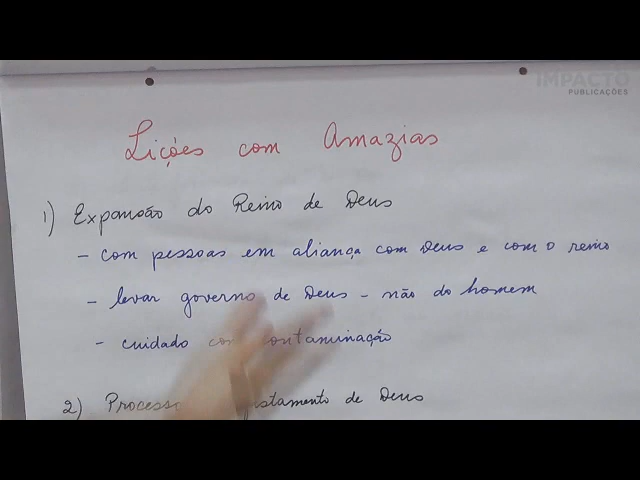 IMPACTO
PUBLICAÇÕES
Lições com Amazias
1) Expansão do Reino de Deus
- com pessoas em aliança com Deus e com o reino
- levar governo de Deus - não do homem
- cuidado com contaminação
2) Processo de Deus